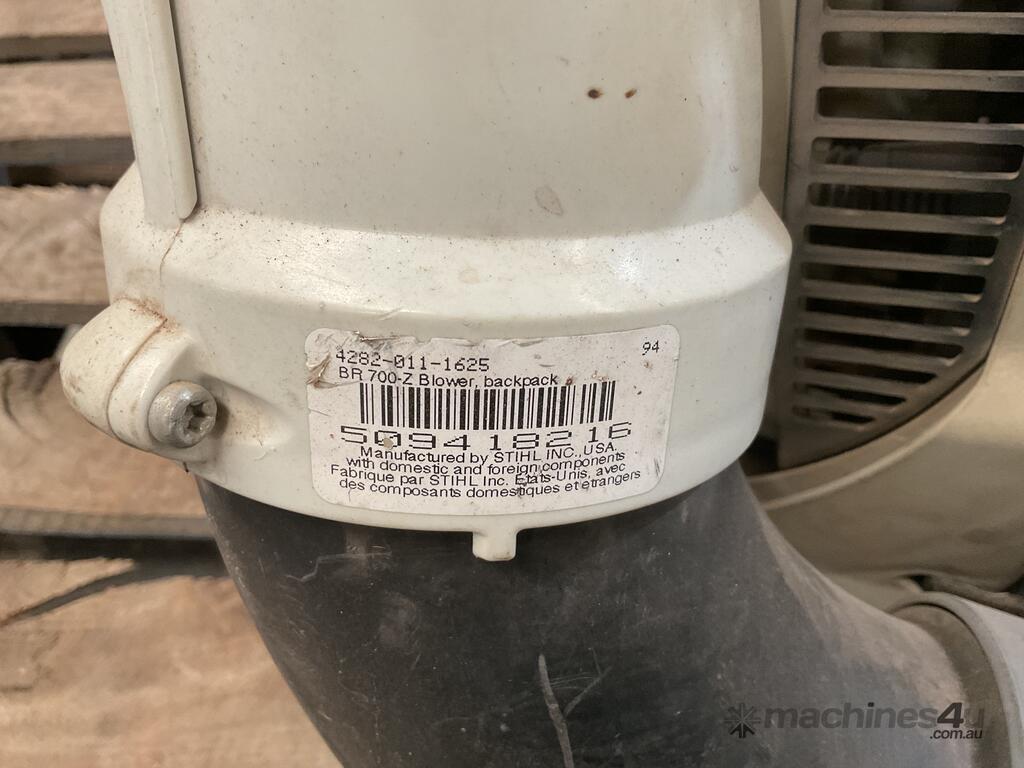 4282-011-1625
94
BR 700-Z Blower, backpack
509418216
Manufactured by STIHL INC., USA.
with domestic and foreign components
Fabrique par STIHL Inc. Etats-Unis, avec
des composants domestiques et etrangers
machines4u
.com.au